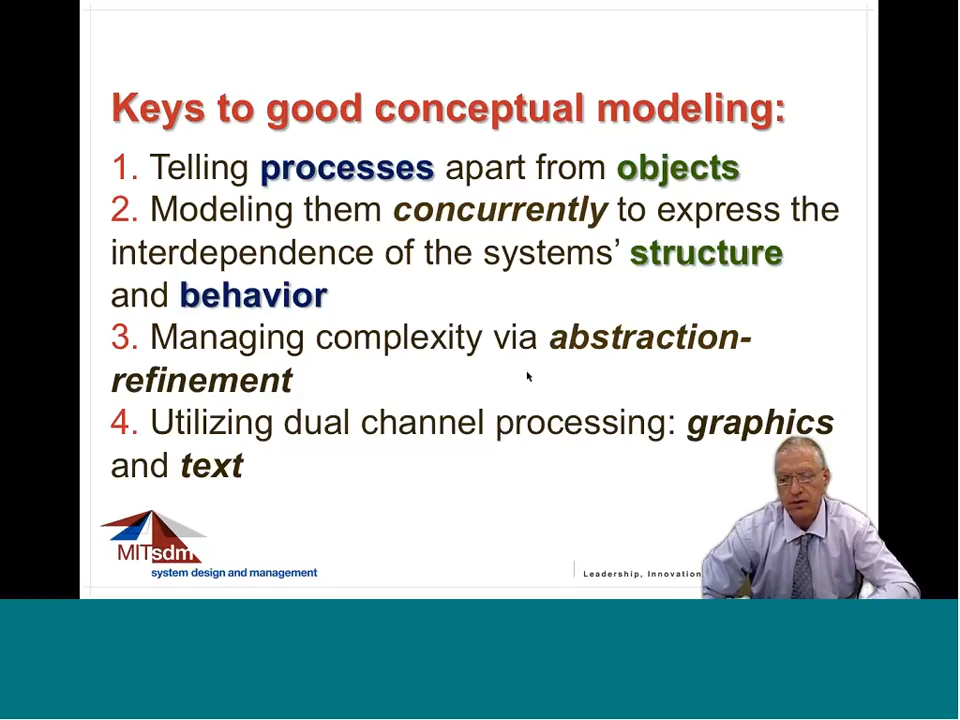 Keys to good conceptual modeling:
1. Telling processes apart from objects
2. Modeling them concurrently to express the
interdependence of the systems’ structure
and behavior
3. Managing complexity via abstraction-
refinement
4. Utilizing dual channel processing: graphics
and text
MITsdm
system design and management
Leadership, Innovation